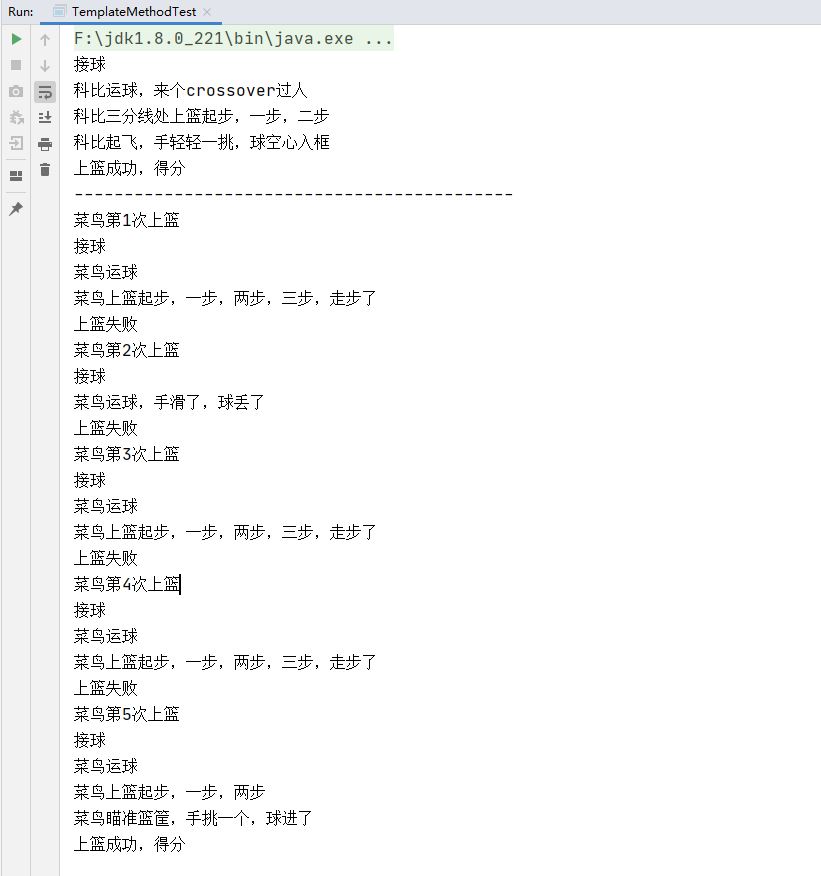 Run: TemplateMethodTest
F:\jdk1.8.0_221\bin\java.exe ...
接球
科比运球，来个crossover过人
科比三分线处上篮起步，一步，二步
科比起飞，手轻轻一挑，球空心入框
上篮成功，得分
--------------------------------------------
菜鸟第1次上篮
接球
菜鸟运球
菜鸟上篮起步，一步，两步，三步，走步了
上篮失败
菜鸟第2次上篮
接球
菜鸟运球，手滑了，球丢了
上篮失败
菜鸟第3次上篮
接球
菜鸟运球
菜鸟上篮起步，一步，两步，三步，走步了
上篮失败
菜鸟第4次上篮
接球
菜鸟运球
菜鸟上篮起步，一步，两步，三步，走步了
上篮失败
菜鸟第5次上篮
接球
菜鸟运球
菜鸟上篮起步，一步，两步
菜鸟瞄准篮筐，手挑一个，球进了
上篮成功，得分